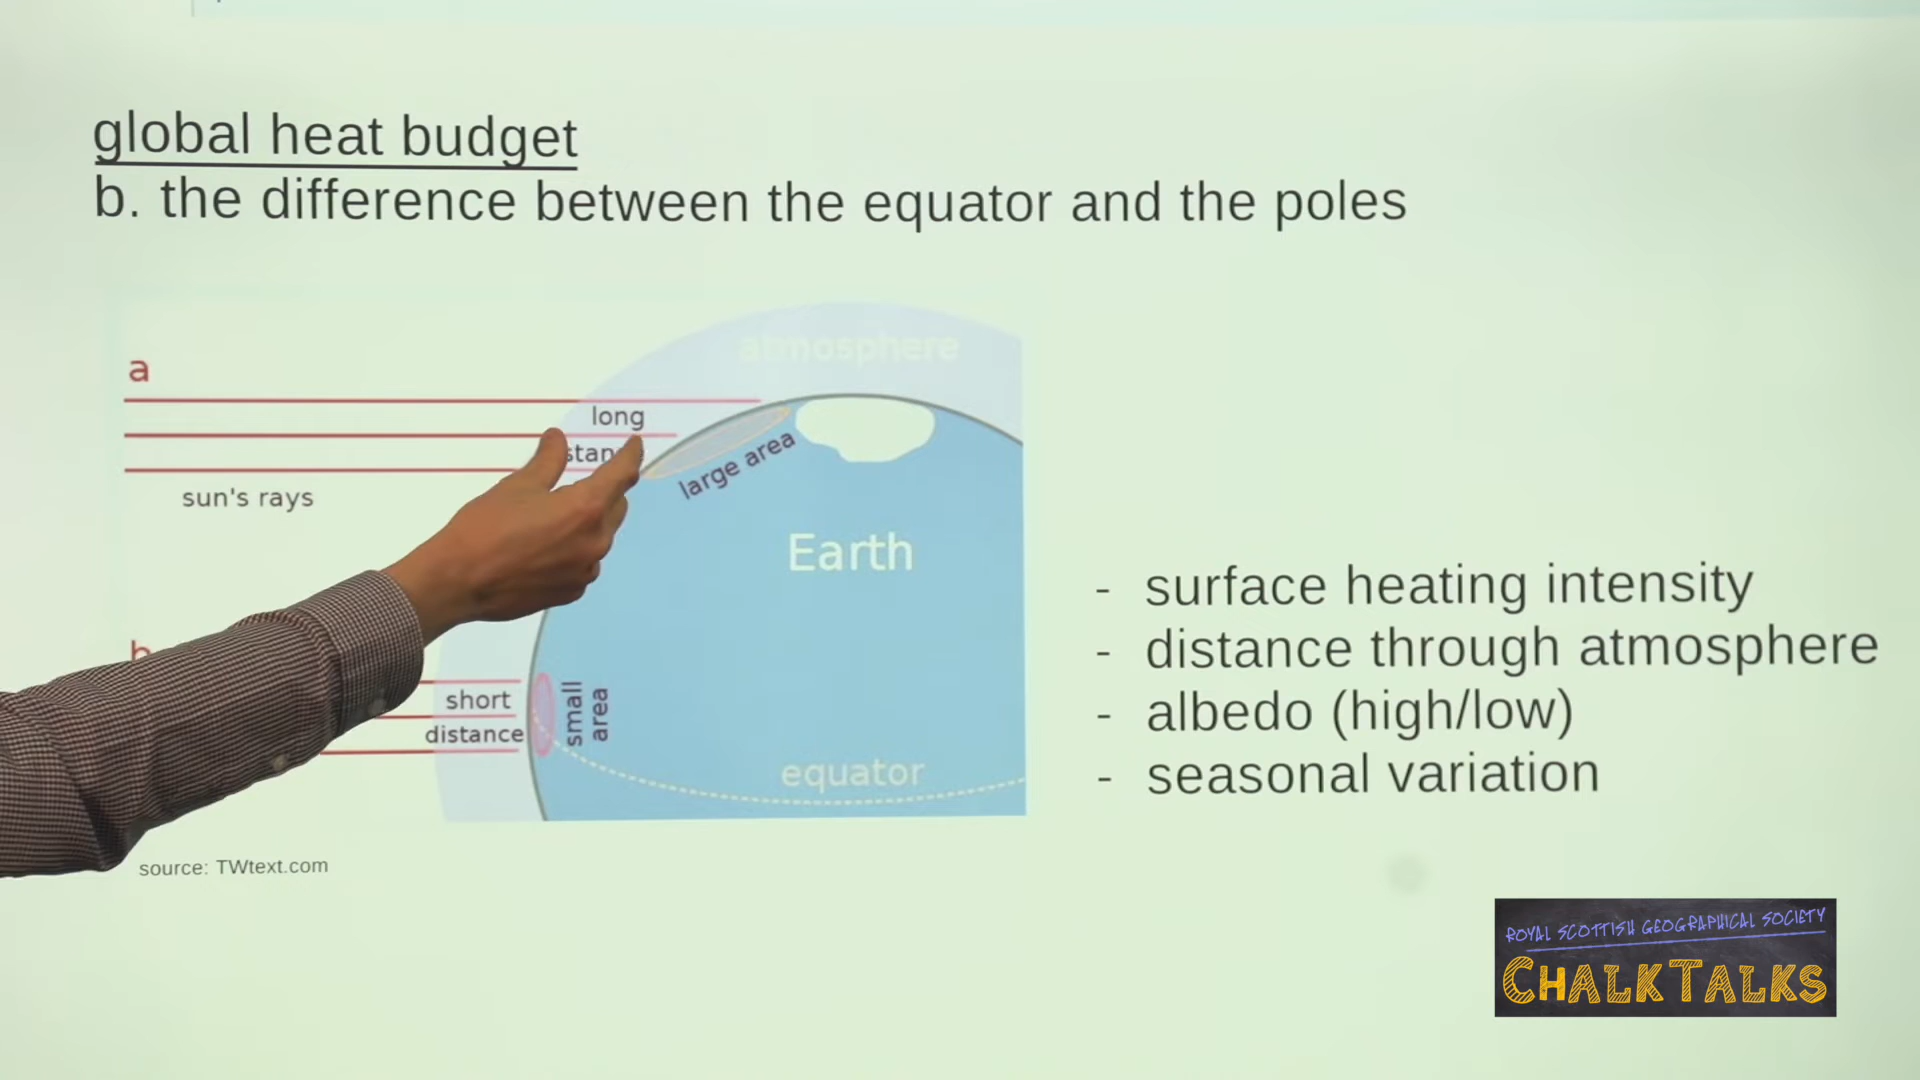 global heat budget
b. the difference between the equator and the poles
atmosphere
a
long
sun's rays
large area
Earth
short
distance
small
area
equator
- surface heating intensity
- distance through atmosphere
- albedo (high/low)
- seasonal variation
source: TWtext.com
ROYAL SCOTTISH GEOGRAPHICAL SOCIETY
CHALKTALKS